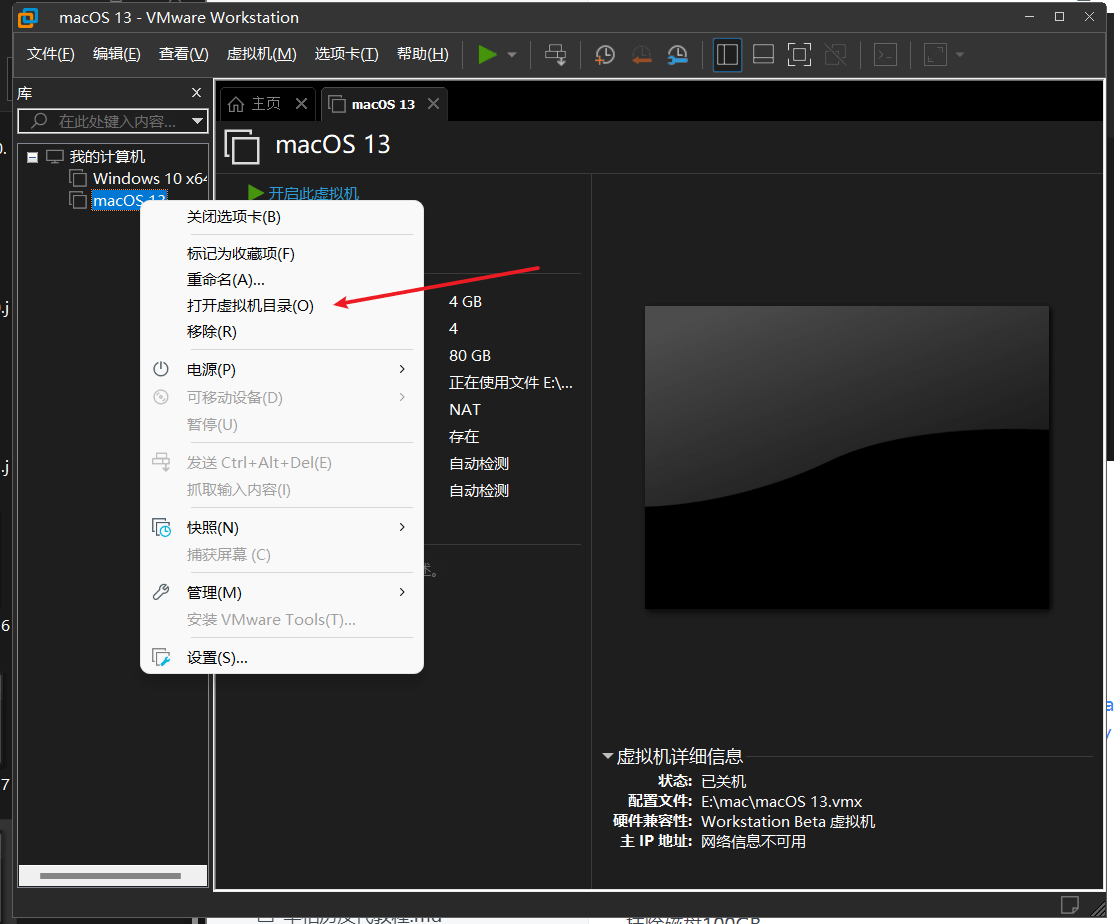 macOS 13 - VMware Workstation
文件(F) 编辑(E) 查看(V) 虚拟机(M) 选项卡(T) 帮助(H)
库
在此处键入内容...
我的计算机
Windows 10 x64
macOS 13
主页
macOS 13
macOS 13
开启此虚拟机
关闭选项卡(B)
标记为收藏项(F)
重命名(A)...
打开虚拟机目录(O)
移除(R)
电源(P)
可移动设备(D)
暂停(U)
发送 Ctrl+Alt+Del(E)
抓取输入内容(I)
快照(N)
捕获屏幕 (C)
管理(M)
安装 VMware Tools(T)...
设置(S)...
4 GB
4
80 GB
正在使用文件 E:\...
NAT
存在
自动检测
自动检测
述。
虚拟机详细信息
状态: 已关机
配置文件: E:\mac\macOS 13.vmx
硬件兼容性: Workstation Beta 虚拟机
主 IP 地址: 网络信息不可用
0.
.j
.j
6
7
a